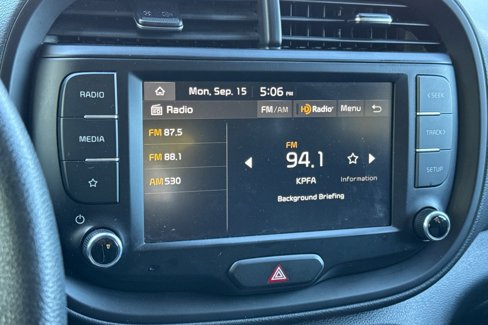 Mon, Sep. 15 5:06 PM
RADIO
Radio FM/AM HD Radio Menu
< SEEK
FM 87.5
MEDIA
FM 88.1
AM 530
FM
94.1
KPFA
Information
Background Briefing
TRACK >
SETUP